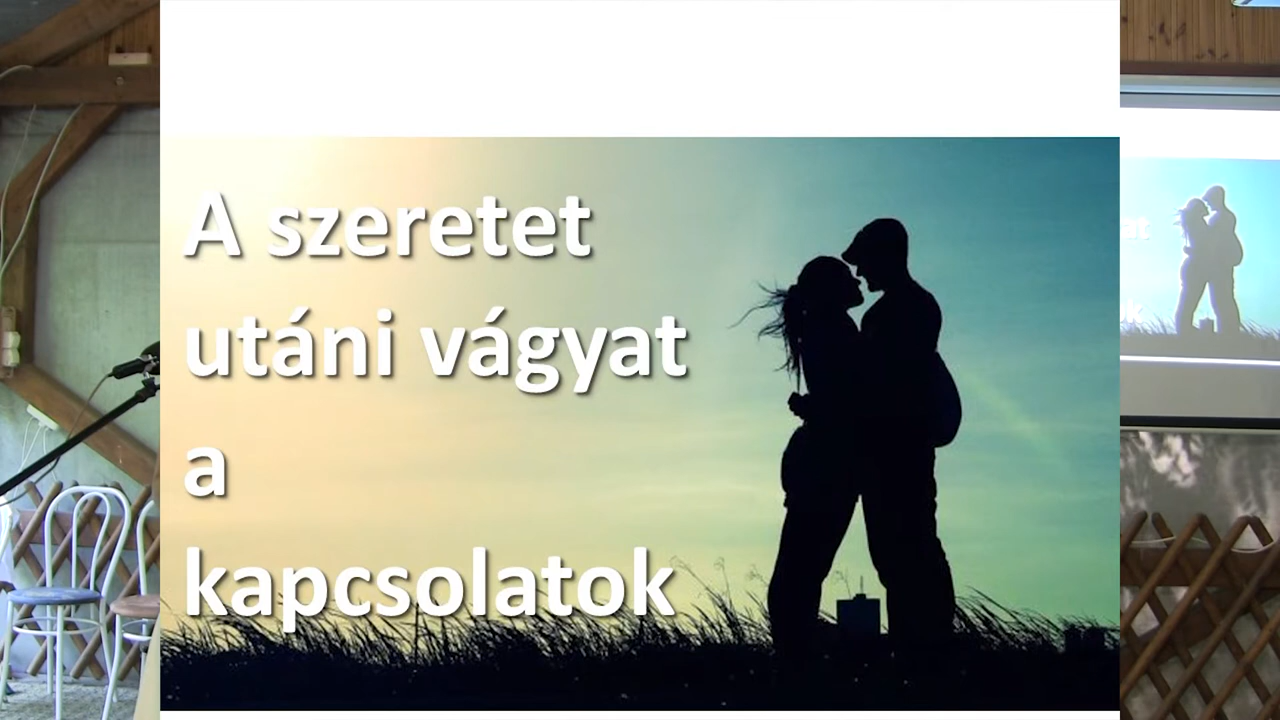 A szeretet
utáni vágyat
a
kapcsolatok